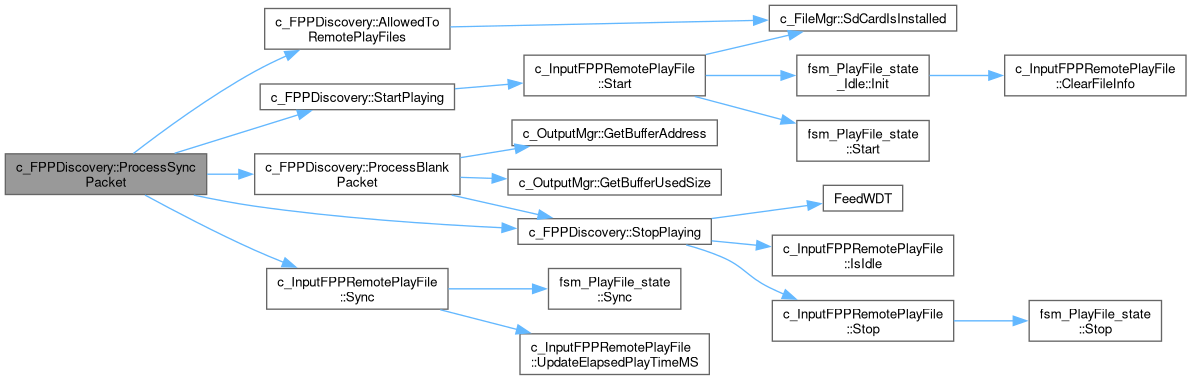 c_FPPDiscovery::ProcessSync
Packet
c_FPPDiscovery::AllowedTo
RemotePlayFiles
c_FPPDiscovery::StartPlaying
c_FPPDiscovery::ProcessBlank
Packet
c_InputFPPRemotePlayFile
::Sync
c_InputFPPRemotePlayFile
::Start
c_OutputMgr::GetBufferAddress
c_OutputMgr::GetBufferUsedSize
c_FPPDiscovery::StopPlaying
fsm_PlayFile_state
::Sync
c_InputFPPRemotePlayFile
::UpdateElapsedPlayTimeMS
c_FileMgr::SdCardIsInstalled
fsm_PlayFile_state
_Idle::Init
fsm_PlayFile_state
::Start
FeedWDT
c_InputFPPRemotePlayFile
::IsIdle
c_InputFPPRemotePlayFile
::Stop
c_InputFPPRemotePlayFile
::ClearFileInfo
fsm_PlayFile_state
::Stop